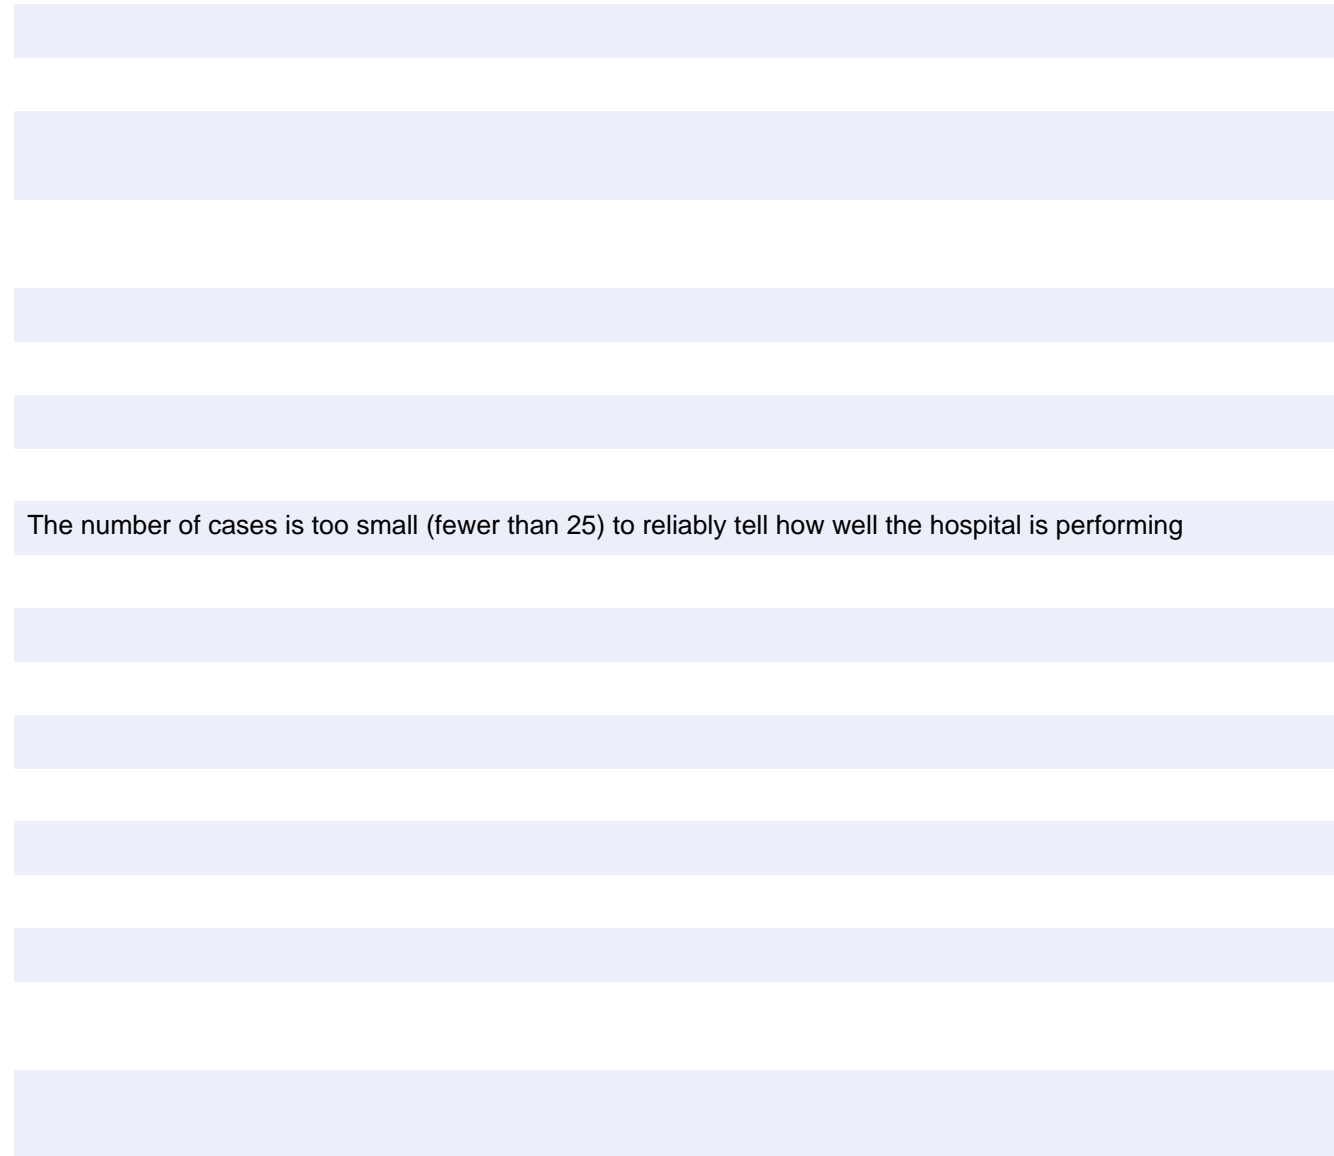 The number of cases is too small (fewer than 25) to reliably tell how well the hospital is performing